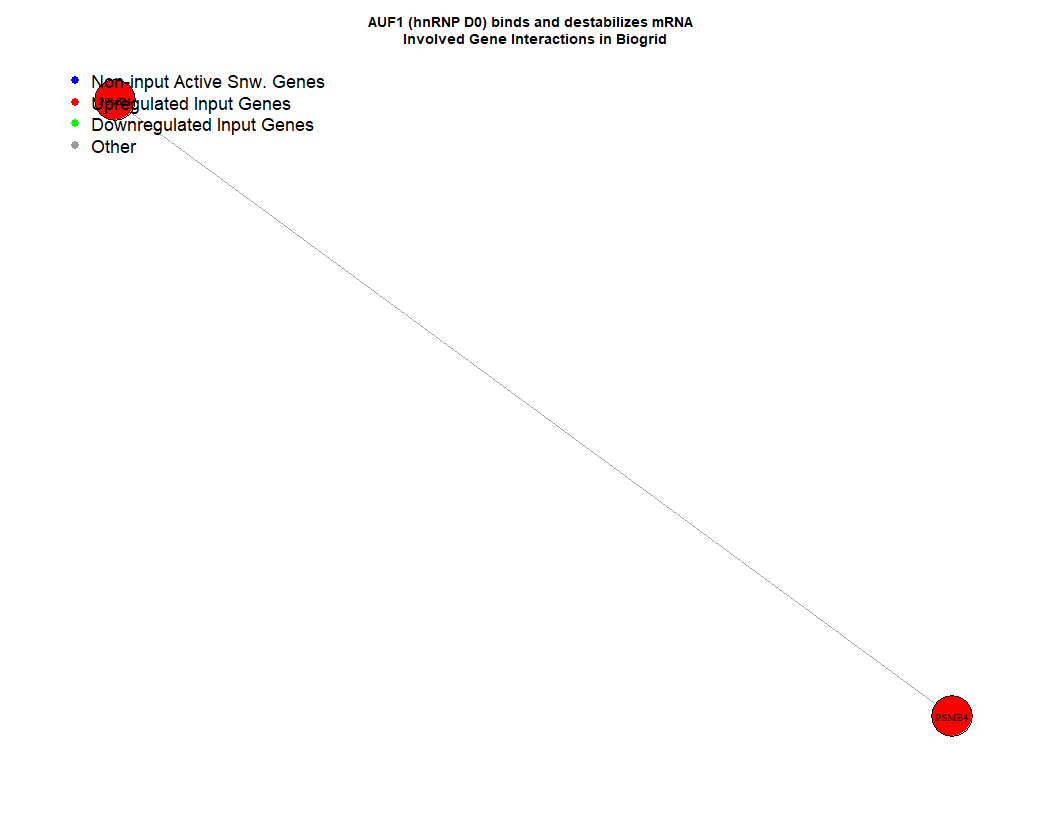 AUF1 (hnRNP D0) binds and destabilizes mRNA
Involved Gene Interactions in Biogrid
Non-input Active Snw. Genes
Upregulated Input Genes
Downregulated Input Genes
Other
PSMB4